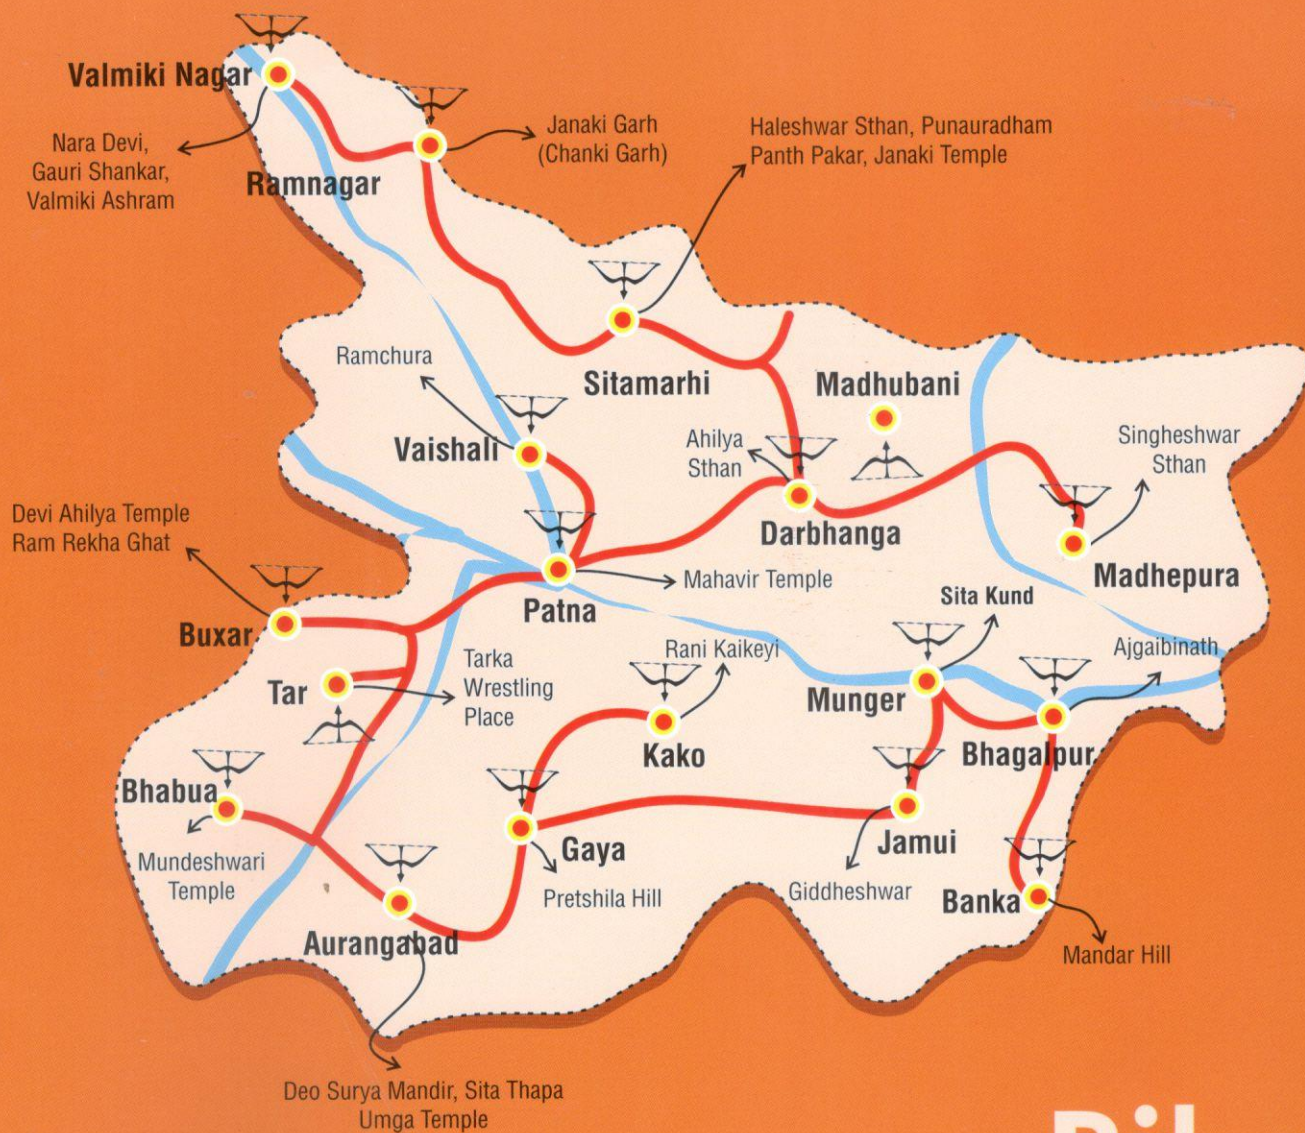 Valmiki Nagar
Nara Devi,
Gauri Shankar,
Valmiki Ashram
Ramnagar
Janaki Garh
(Chanki Garh)
Haleshwar Sthan, Punauradham
Panth Pakar, Janaki Temple
Sitamarhi
Ramchura
Vaishali
Madhubani
Ahilya
Sthan
Darbhanga
Singheshwar
Sthan
Madhepura
Devi Ahilya Temple
Ram Rekha Ghat
Buxar
Patna
Mahavir Temple
Sita Kund
Tar
Tarka
Wrestling
Place
Rani Kaikeyi
Kako
Munger
Ajgaibinath
Bhagalpur
Bhabua
Mundeshwari
Temple
Gaya
Pretshila Hill
Jamui
Giddheshwar
Banka
Mandar Hill
Aurangabad
Deo Surya Mandir, Sita Thapa
Umga Temple